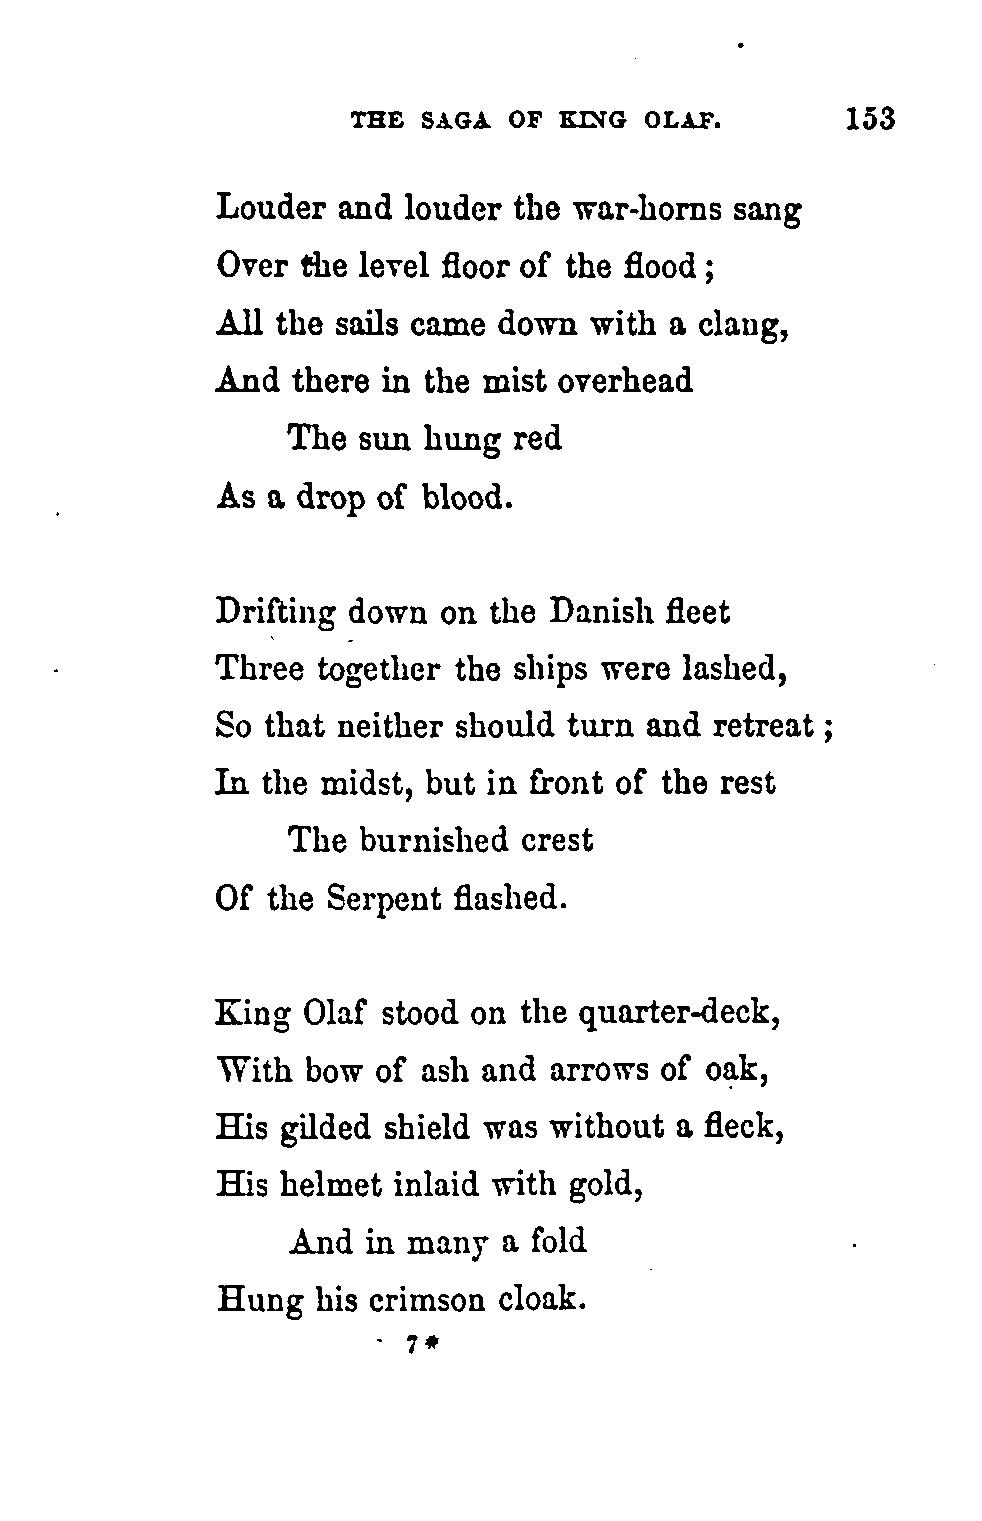 THE SAGA OF KING OLAF. 153
Louder and louder the war-horns sang
Over the level floor of the flood ;
All the sails came down with a clang,
And there in the mist overhead
The sun hung red
As a drop of blood.
Drifting down on the Danish fleet
Three together the ships were lashed,
So that neither should turn and retreat ;
In the midst, but in front of the rest
The burnished crest
Of the Serpent flashed.
King Olaf stood on the quarter-deck,
With bow of ash and arrows of oak,
His gilded shield was without a fleck,
His helmet inlaid with gold,
And in many a fold
Hung his crimson cloak.
7*